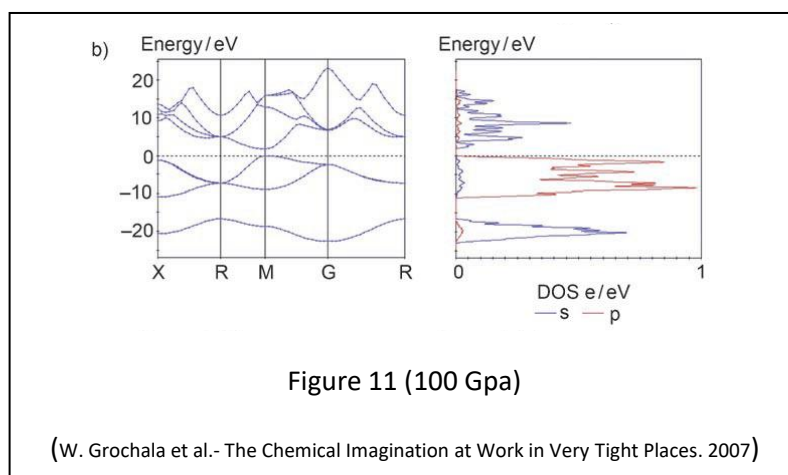 b)
Energy/eV
20
10
0
–10
–20
X R M G R
Energy/eV
0 1
DOS e/eV
s p
Figure 11 (100 Gpa)
(W. Grochala et al.- The Chemical Imagination at Work in Very Tight Places. 2007)